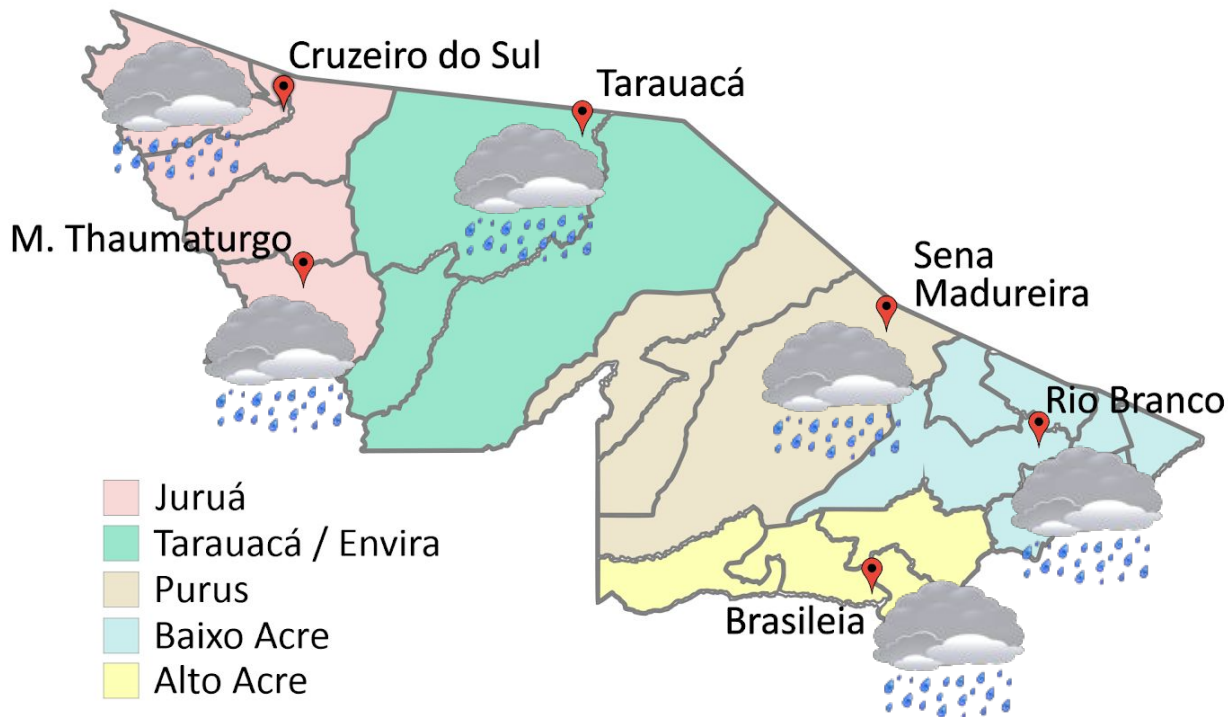 Cruzeiro do Sul
Tarauacá
M. Thaumaturgo
Sena
Madureira
Rio Branco
Brasileia
Juruá
Tarauacá / Envira
Purus
Baixo Acre
Alto Acre